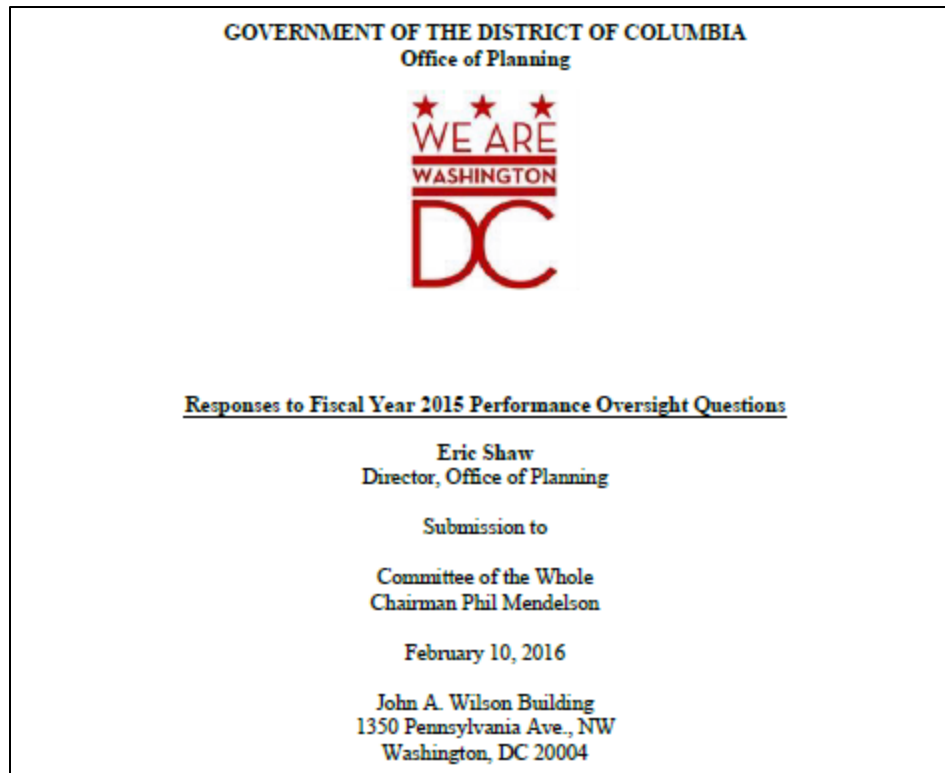 GOVERNMENT OF THE DISTRICT OF COLUMBIA
Office of Planning
WE ARE
WASHINGTON
DC
Responses to Fiscal Year 2015 Performance Oversight Questions
Eric Shaw
Director, Office of Planning
Submission to
Committee of the Whole
Chairman Phil Mendelson
February 10, 2016
John A. Wilson Building
1350 Pennsylvania Ave., NW
Washington, DC 20004